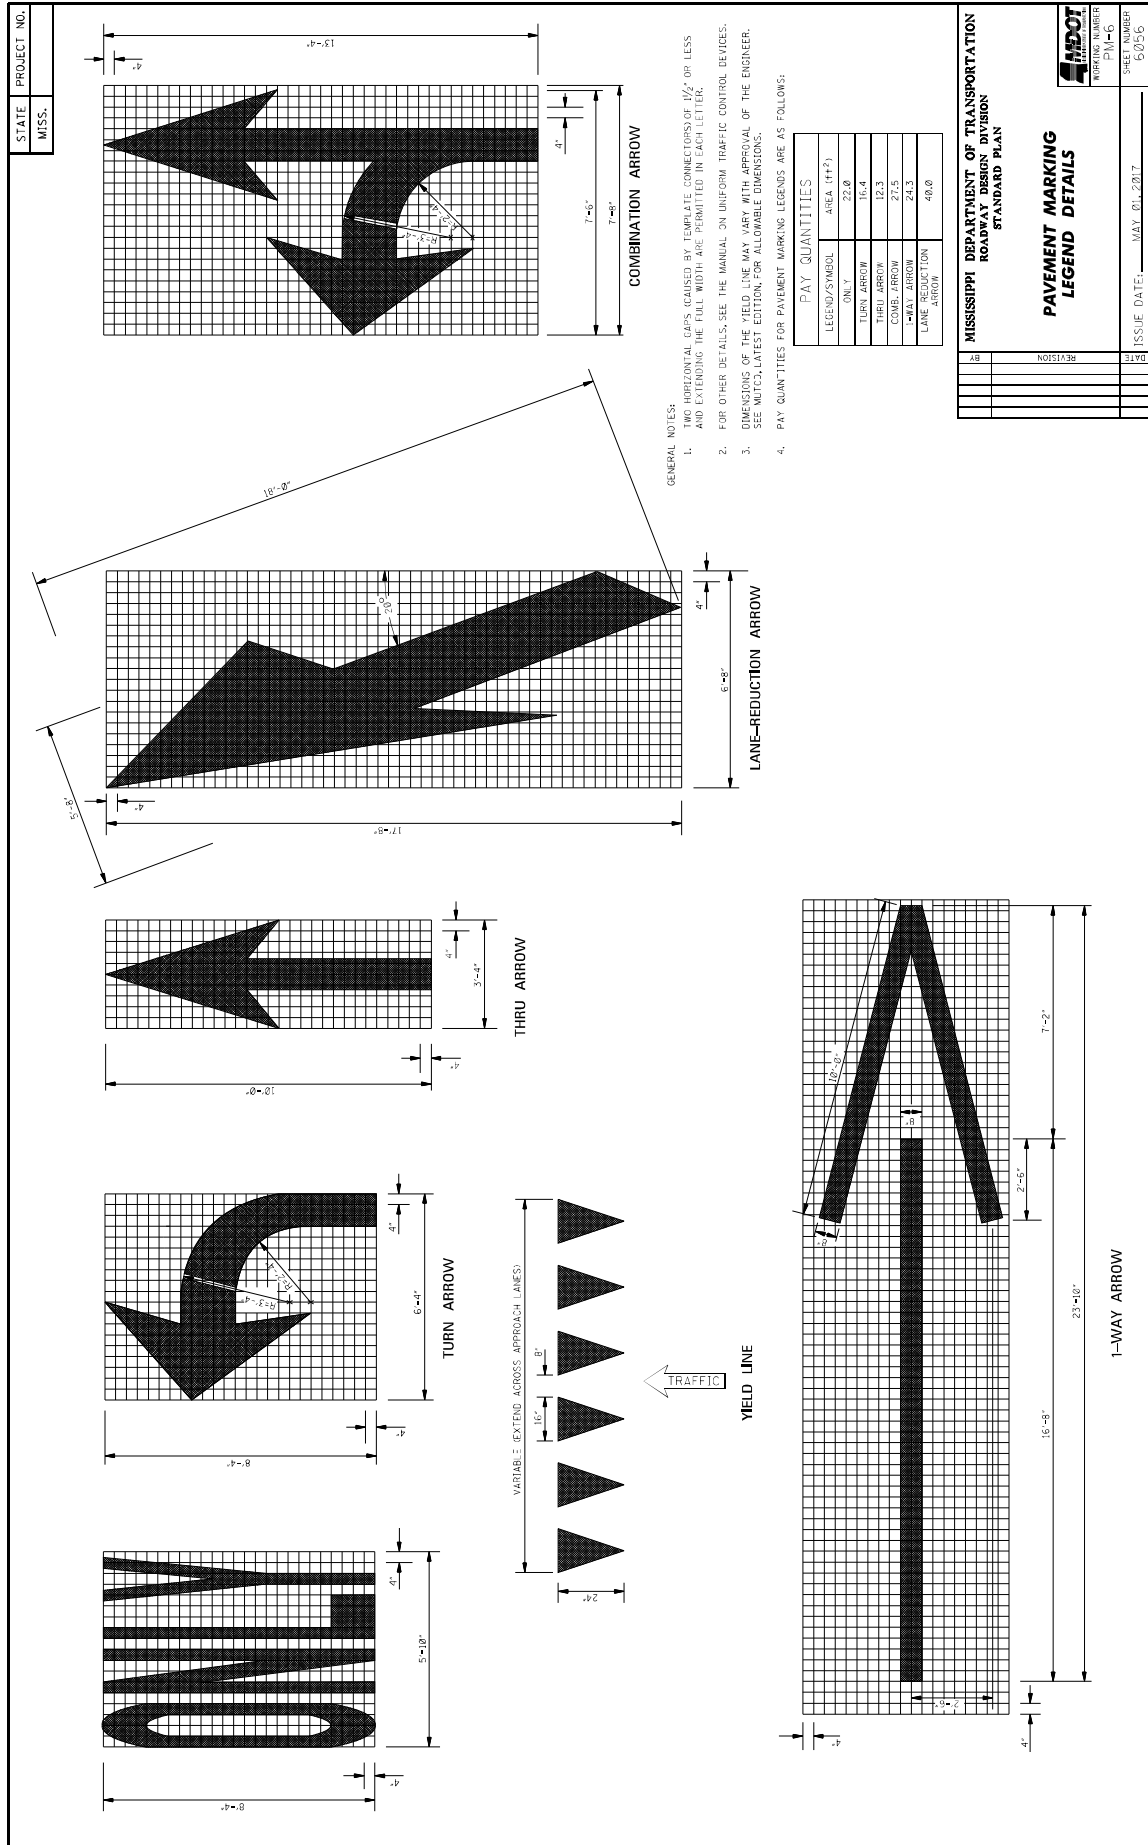 STATE PROJECT NO.
MISS.
8'-4"
4"
5'-10"
4"
8'-4"
4"
R=3'-4"
R=2'-4"
4"
6'-4"
TURN ARROW
10'-0"
4"
4"
3'-4"
THRU ARROW
5'-8"
18'-0"
4"
17'-8"
20°
4"
6'-8"
LANE-REDUCTION ARROW
13'-4"
4"
R=3'-4"
R=2'-4"
4"
7'-6"
7'-8"
COMBINATION ARROW
VARIABLE (EXTEND ACROSS APPROACH LANES)
16" 8"
24"
TRAFFIC
YIELD LINE
4"
4"
2'-6"
8"
10'-0"
8"
2'-6"
7'-2"
16'-8"
23'-10"
1-WAY ARROW
GENERAL NOTES:
1. TWO HORIZONTAL GAPS (CAUSED BY TEMPLATE CONNECTORS) OF 1/2" OR LESS
AND EXTENDING THE FULL WIDTH ARE PERMITTED IN EACH LETTER.
2. FOR OTHER DETAILS, SEE THE MANUAL ON UNIFORM TRAFFIC CONTROL DEVICES.
3. DIMENSIONS OF THE YIELD LINE MAY VARY WITH APPROVAL OF THE ENGINEER.
SEE MUTCD, LATEST EDITION, FOR ALLOWABLE DIMENSIONS.
4. PAY QUANTITIES FOR PAVEMENT MARKING LEGENDS ARE AS FOLLOWS:
PAY QUANTITIES
LEGEND/SYMBOL AREA (ft²)
ONLY 22.0
TURN ARROW 16.4
THRU ARROW 12.3
COMB. ARROW 27.5
1-WAY ARROW 24.3
LANE REDUCTION ARROW 40.0
BY
REVISION
DATE
MISSISSIPPI DEPARTMENT OF TRANSPORTATION
ROADWAY DESIGN DIVISION
STANDARD PLAN
PAVEMENT MARKING
LEGEND DETAILS
ISSUE DATE: MAY 01, 2017
MDOT
WORKING NUMBER
PM-6
SHEET NUMBER
6056
ONLY